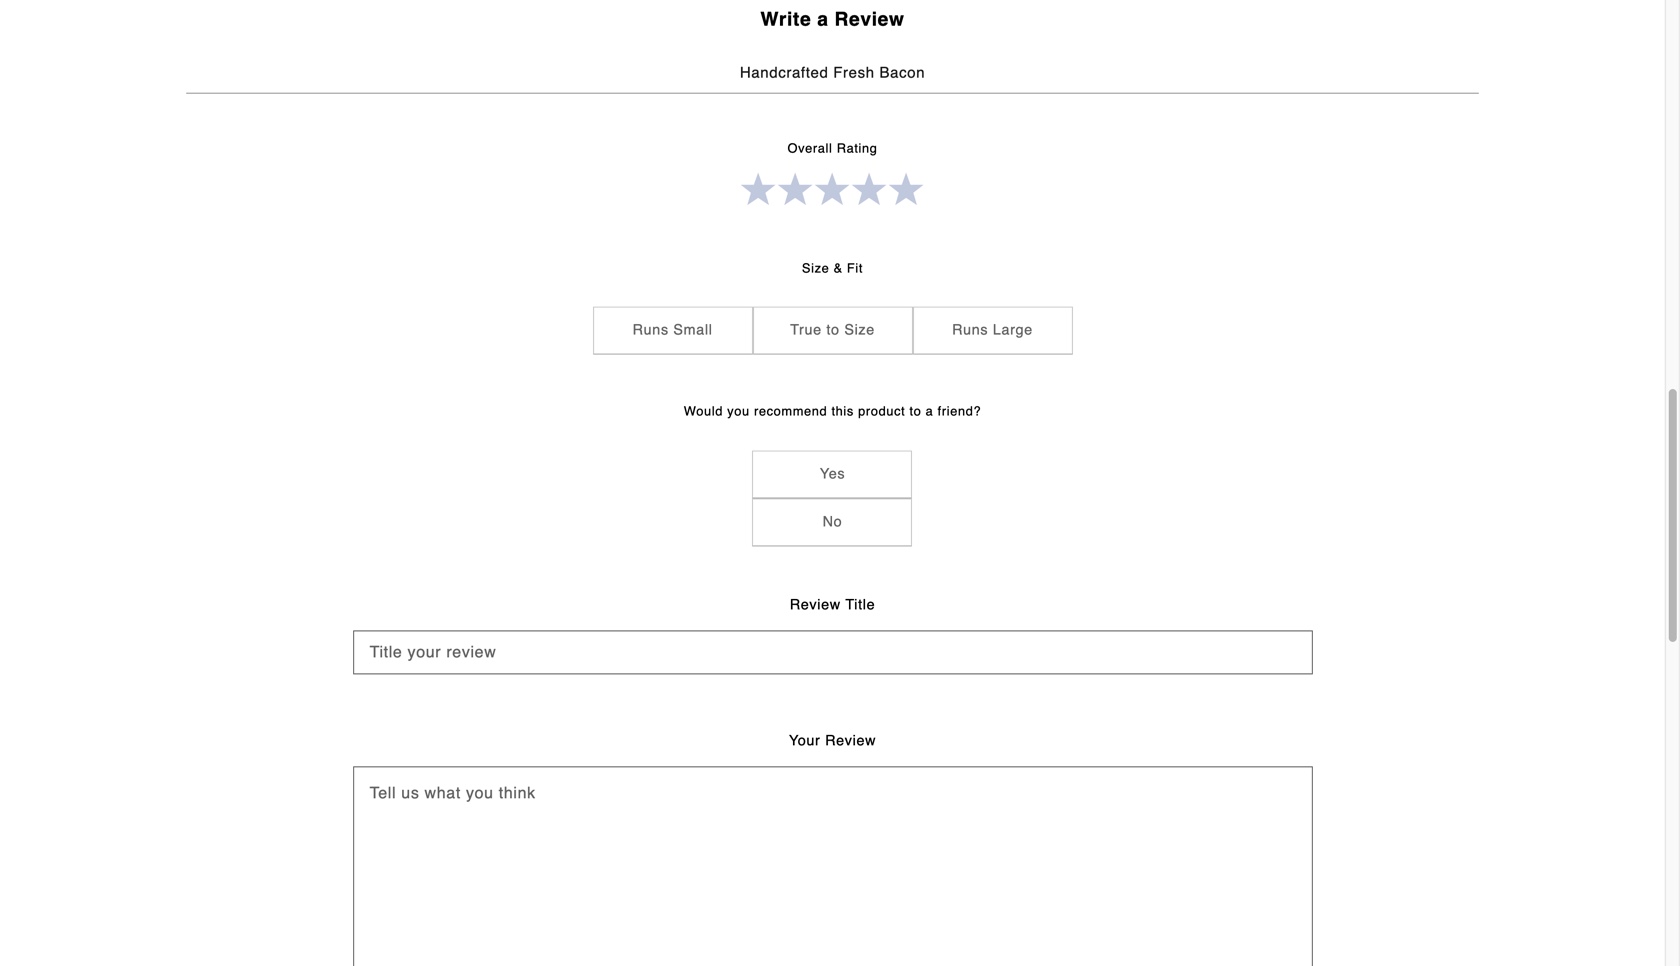 Write a Review
Handcrafted Fresh Bacon
Overall Rating
Size & Fit
Runs Small True to Size Runs Large
Would you recommend this product to a friend?
Yes
No
Review Title
Title your review
Your Review
Tell us what you think